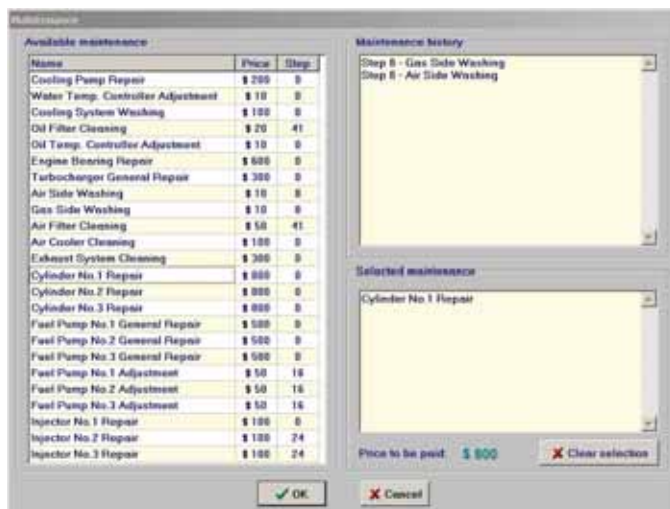 Maintenance
Available maintenance
Name Price Step
Cooling Pump Repair $ 200 0
Water Temp. Controller Adjustment $ 10 0
Cooling System Washing $ 100 0
Oil Filter Cleaning $ 20 41
Oil Temp. Controller Adjustment $ 10 0
Engine Bearing Repair $ 600 0
Turbocharger General Repair $ 300 0
Air Side Washing $ 10 8
Gas Side Washing $ 10 8
Air Filter Cleaning $ 50 41
Air Cooler Cleaning $ 100 0
Exhaust System Cleaning $ 300 0
Cylinder No.1 Repair $ 800 0
Cylinder No.2 Repair $ 800 0
Cylinder No.3 Repair $ 800 0
Fuel Pump No.1 General Repair $ 500 0
Fuel Pump No.2 General Repair $ 500 0
Fuel Pump No.3 General Repair $ 500 0
Fuel Pump No.1 Adjustment $ 50 16
Fuel Pump No.2 Adjustment $ 50 16
Fuel Pump No.3 Adjustment $ 50 16
Injector No.1 Repair $ 100 0
Injector No.2 Repair $ 100 24
Injector No.3 Repair $ 100 24
Maintenance history
Step 8 - Gas Side Washing
Step 8 - Air Side Washing
Selected maintenance
Cylinder No.1 Repair
Price to be paid: $ 800
Clear selection
OK
Cancel